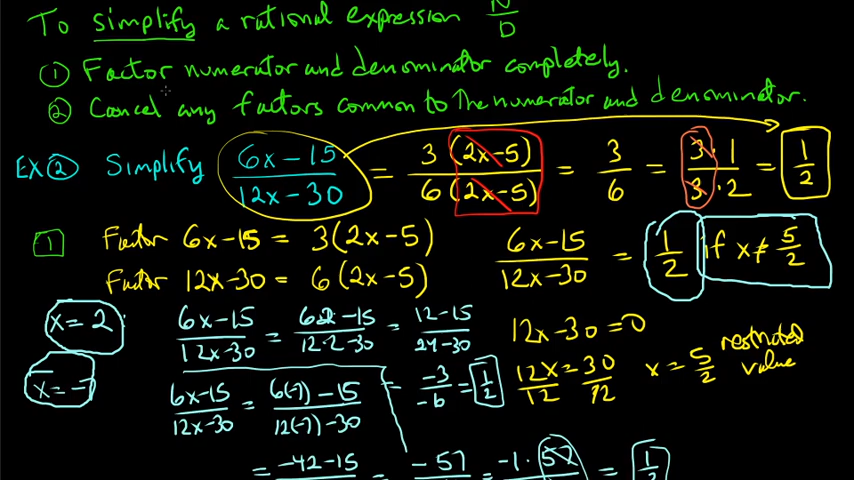 To simplify a rational expression N/D
① Factor numerator and denominator completely.
② Cancel any factors common to the numerator and denominator.
EX② Simplify (6x-15)/(12x-30) = 3(2x-5)/6(2x-5) = 3/6 = 3·1/3·2 = 1/2
1 Factor 6x-15 = 3(2x-5)
Factor 12x-30 = 6(2x-5)
(6x-15)/(12x-30) = 1/2 if x≠5/2
x=2 (6x-15)/(12x-30) = (6·2-15)/(12·2-30) = (12-15)/(24-30) = -3/-6 = 1/2
12x-30=0
12x/12 = 30/12 x = 5/2 restricted value
x=-7 (6x-15)/(12x-30) = (6(-7)-15)/(12(-7)-30)
= -42-15 = -57 = -1·57 = 1/2